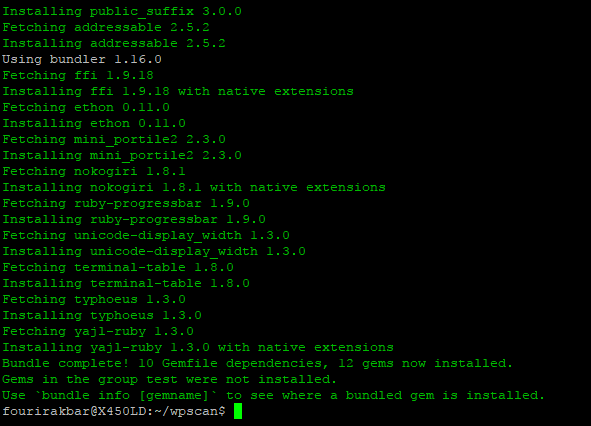 Installing public_suffix 3.0.0
Fetching addressable 2.5.2
Installing addressable 2.5.2
Using bundler 1.16.0
Fetching ffi 1.9.18
Installing ffi 1.9.18 with native extensions
Fetching ethon 0.11.0
Installing ethon 0.11.0
Fetching mini_portile2 2.3.0
Installing mini_portile2 2.3.0
Fetching nokogiri 1.8.1
Installing nokogiri 1.8.1 with native extensions
Fetching ruby-progressbar 1.9.0
Installing ruby-progressbar 1.9.0
Fetching unicode-display_width 1.3.0
Installing unicode-display_width 1.3.0
Fetching terminal-table 1.8.0
Installing terminal-table 1.8.0
Fetching typhoeus 1.3.0
Installing typhoeus 1.3.0
Fetching yajl-ruby 1.3.0
Installing yajl-ruby 1.3.0 with native extensions
Bundle complete! 10 Gemfile dependencies, 12 gems now installed.
Gems in the group test were not installed.
Use `bundle info [gemname]` to see where a bundled gem is installed.
fourirakbar@X450LD:~/wpscan$